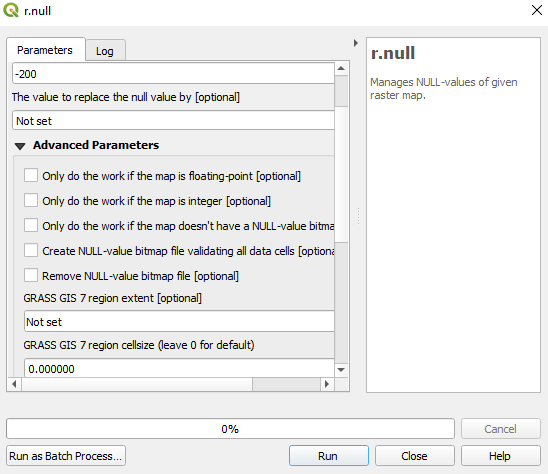 r.null
Parameters
Log
-200
The value to replace the null value by [optional]
Not set
Advanced Parameters
Only do the work if the map is floating-point [optional]
Only do the work if the map is integer [optional]
Only do the work if the map doesn't have a NULL-value bitma
Create NULL-value bitmap file validating all data cells [optiona
Remove NULL-value bitmap file [optional]
GRASS GIS 7 region extent [optional]
Not set
GRASS GIS 7 region cellsize (leave 0 for default)
0.000000
r.null
Manages NULL-values of given
raster map.
0%
Cancel
Run as Batch Process...
Run
Close
Help